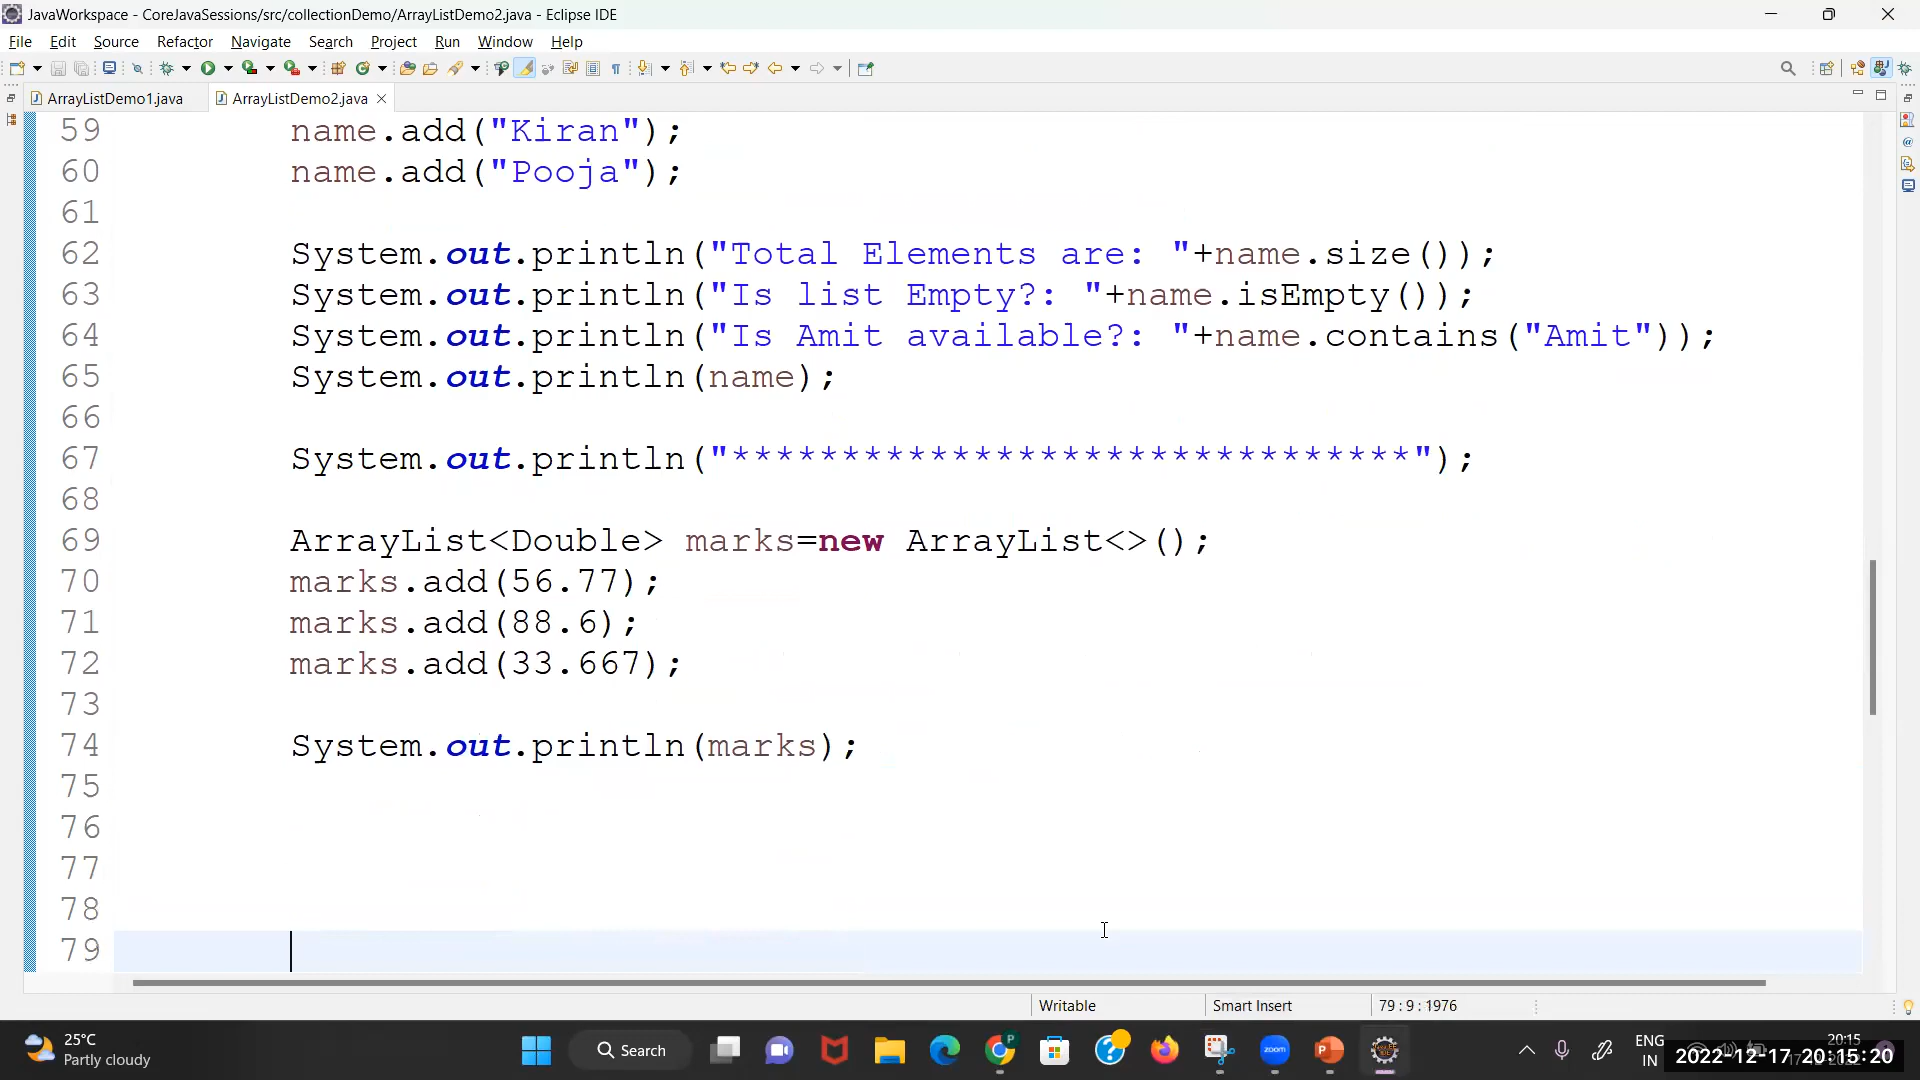 JavaWorkspace - CoreJavaSessions/src/collectionDemo/ArrayListDemo2.java - Eclipse IDE
File Edit Source Refactor Navigate Search Project Run Window Help
ArrayListDemo1.java ArrayListDemo2.java
59 name.add("Kiran");
60 name.add("Pooja");
61
62 System.out.println("Total Elements are: "+name.size());
63 System.out.println("Is list Empty?: "+name.isEmpty());
64 System.out.println("Is Amit available?: "+name.contains("Amit"));
65 System.out.println(name);
66
67 System.out.println("*******************************");
68
69 ArrayList<Double> marks=new ArrayList<>();
70 marks.add(56.77);
71 marks.add(88.6);
72 marks.add(33.667);
73
74 System.out.println(marks);
75
76
77
78
79
Writable Smart Insert 79 : 9 : 1976
25°C
Partly cloudy
Search
zoom
ENG
IN
20:15
2022-12-17 20:15:20